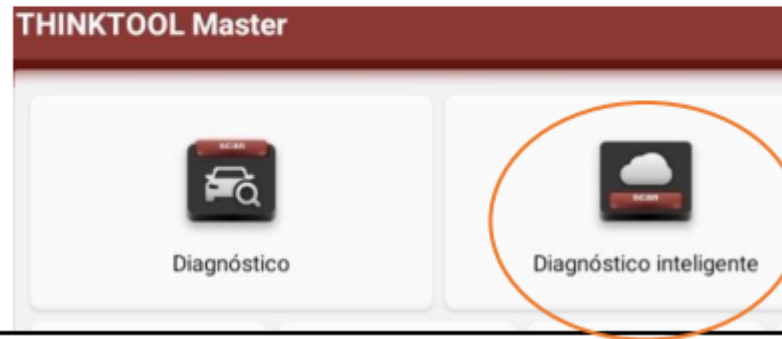 THINKTOOL Master
scan
scan
Diagnóstico
Diagnóstico inteligente